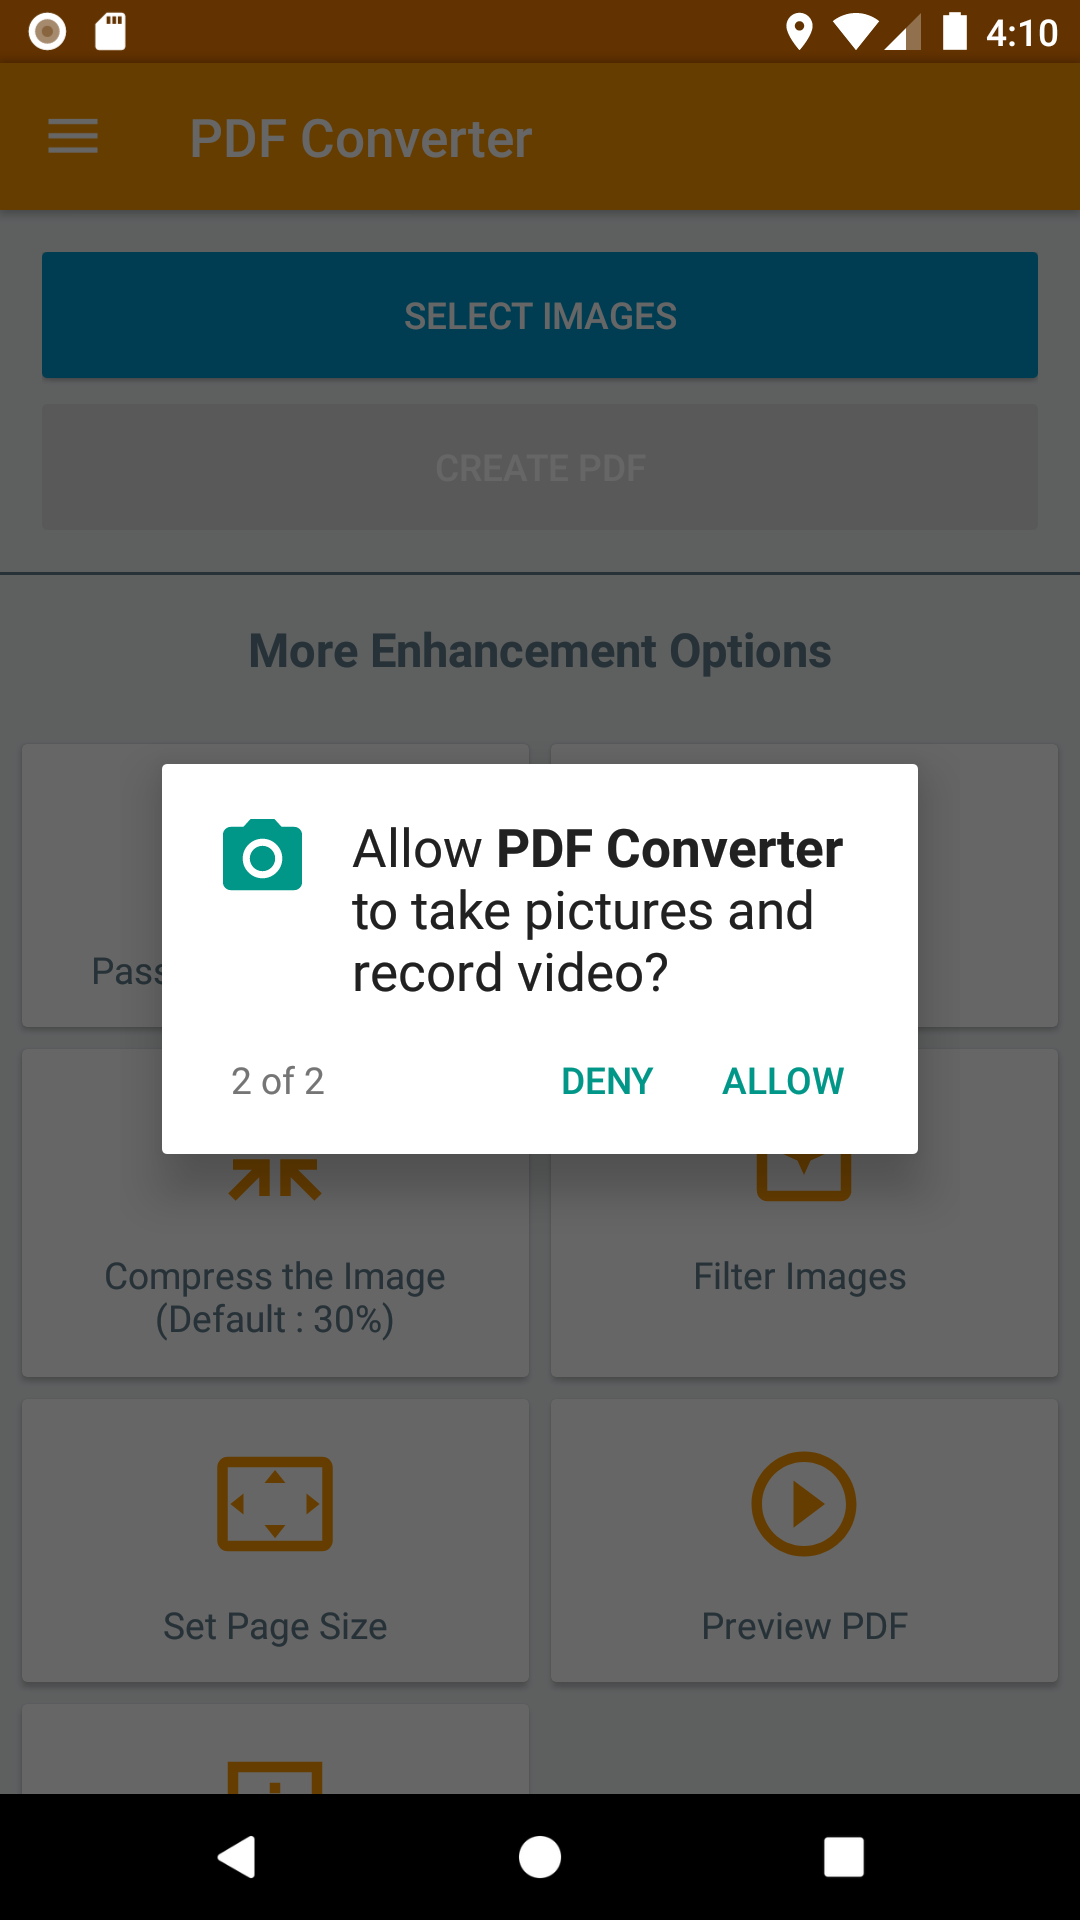 4:10
PDF Converter
SELECT IMAGES
CREATE PDF
More Enhancement Options
Allow PDF Converter
to take pictures and
record video?
2 of 2
DENY
ALLOW
Compress the Image
(Default : 30%)
Filter Images
Set Page Size
Preview PDF